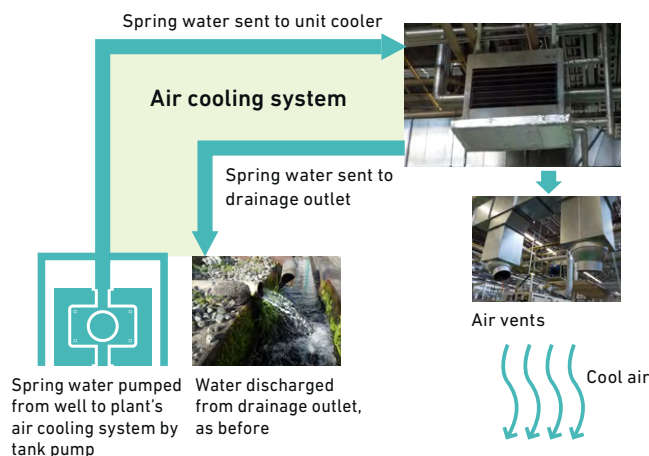 Spring water sent to unit cooler
Air cooling system
Spring water sent to
drainage outlet
Air vents
Cool air
Spring water pumped
from well to plant's
air cooling system by
tank pump
Water discharged
from drainage outlet,
as before